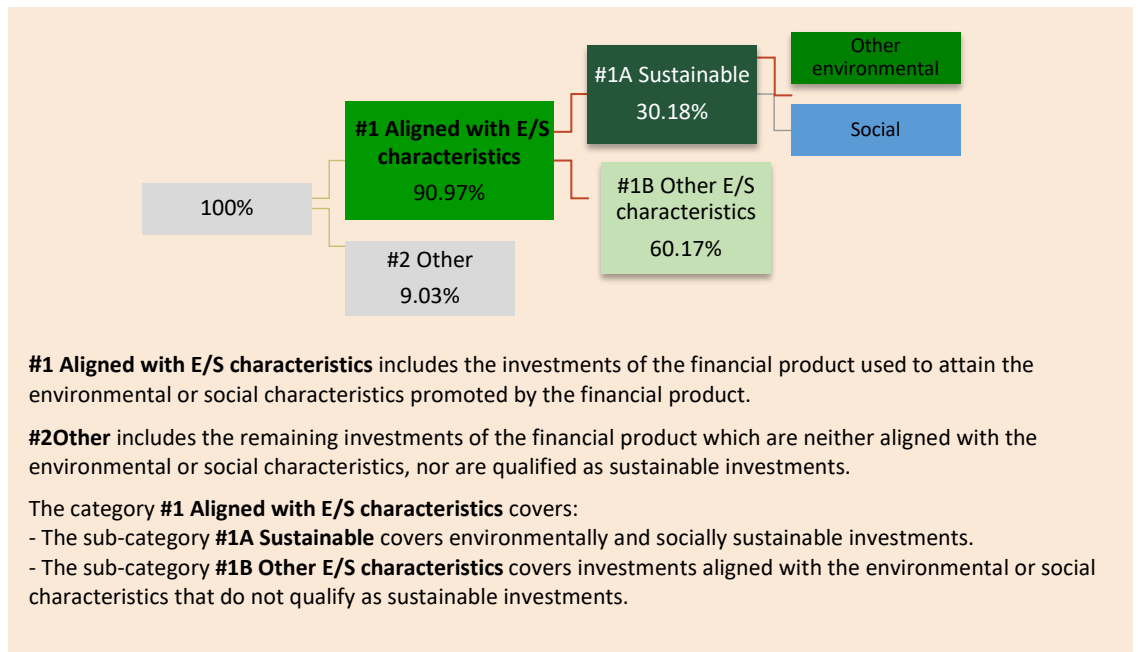 100%
#1 Aligned with E/S
characteristics
90.97%
#2 Other
9.03%
#1A Sustainable
30.18%
#1B Other E/S
characteristics
60.17%
Other
environmental
Social
#1 Aligned with E/S characteristics includes the investments of the financial product used to attain the
environmental or social characteristics promoted by the financial product.
#2Other includes the remaining investments of the financial product which are neither aligned with the
environmental or social characteristics, nor are qualified as sustainable investments.
The category #1 Aligned with E/S characteristics covers:
- The sub-category #1A Sustainable covers environmentally and socially sustainable investments.
- The sub-category #1B Other E/S characteristics covers investments aligned with the environmental or social
characteristics that do not qualify as sustainable investments.